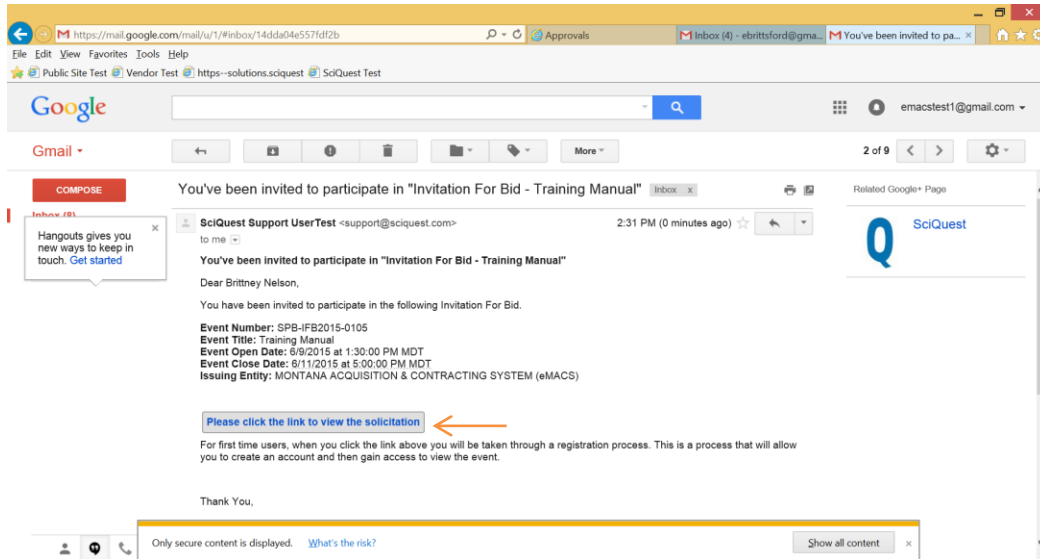 https://mail.google.com/mail/u/1/#inbox/14dda04e557fdf2b
Approvals
Inbox (4) - ebrittsford@gma...
You've been invited to pa... ×
File Edit View Favorites Tools Help
Public Site Test Vendor Test https--solutions.sciquest SciQuest Test
Google
emacstest1@gmail.com
Gmail
More
2 of 9
COMPOSE
You've been invited to participate in "Invitation For Bid - Training Manual" Inbox x
Related Google+ Page
Inbox (8)
SciQuest Support UserTest <support@sciquest.com> 2:31 PM (0 minutes ago)
to me
Q SciQuest
Hangouts gives you ×
new ways to keep in
touch. Get started
You've been invited to participate in "Invitation For Bid - Training Manual"
Dear Brittney Nelson,
You have been invited to participate in the following Invitation For Bid.
Event Number: SPB-IFB2015-0105
Event Title: Training Manual
Event Open Date: 6/9/2015 at 1:30:00 PM MDT
Event Close Date: 6/11/2015 at 5:00:00 PM MDT
Issuing Entity: MONTANA ACQUISITION & CONTRACTING SYSTEM (eMACS)
Please click the link to view the solicitation
For first time users, when you click the link above you will be taken through a registration process. This is a process that will allow
you to create an account and then gain access to view the event.
Thank You,
Only secure content is displayed. What's the risk? Show all content ×